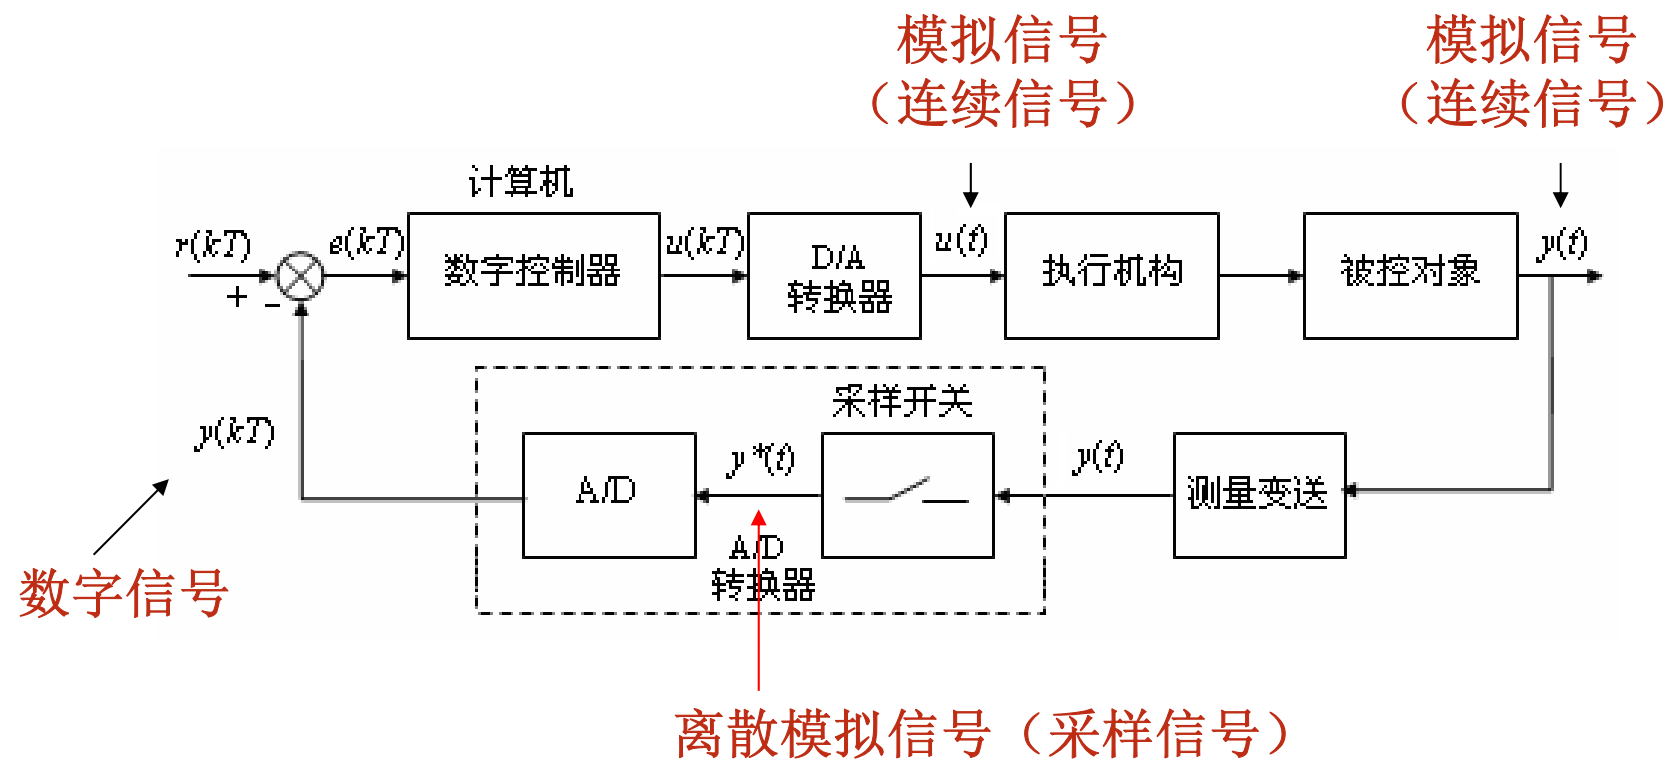 模拟信号
(连续信号)
模拟信号
(连续信号)
计算机
r(kT)
+
−
e(kT)
数字控制器
u(kT)
D/A
转换器
u(t)
执行机构
被控对象
y(t)
采样开关
y(kT)
A/D
y*(t)
y(t)
测量变送
A/D
转换器
数字信号
离散模拟信号(采样信号)